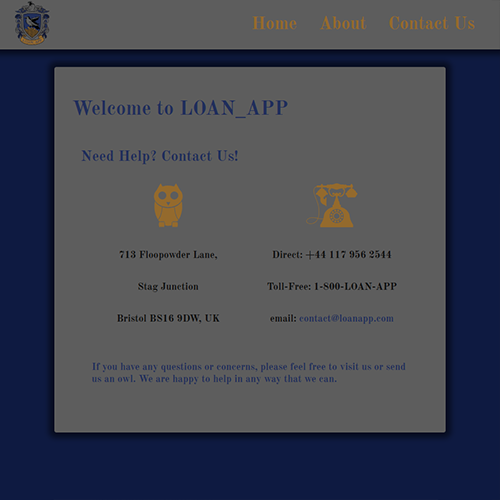 Home About Contact Us
Welcome to LOAN_APP
Need Help? Contact Us!
713 Floopowder Lane,
Stag Junction
Bristol BS16 9DW, UK
Direct: +44 117 956 2544
Toll-Free: 1-800-LOAN-APP
email: contact@loanapp.com
If you have any questions or concerns, please feel free to visit us or send
us an owl. We are happy to help in any way that we can.